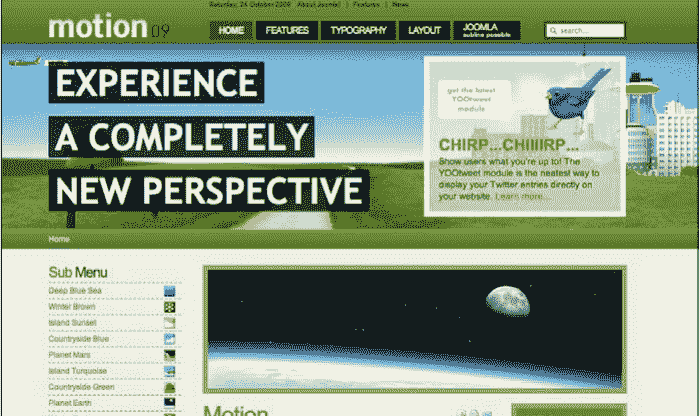 Saturday, 24 October 2009 About Joomla! | Features | News
motion 09
HOME
FEATURES
TYPOGRAPHY
LAYOUT
JOOMLA
sublime possible
search...
EXPERIENCE
A COMPLETELY
NEW PERSPECTIVE
get the latest
YOOtweet
module
CHIRP...CHIIIIRP...
Show users what you're up to! The
YOOtweet module is the neatest way to
display your Twitter entries directly on
your website. Learn more...
Home
Sub Menu
Deep Blue Sea
Winter Brown
Island Sunset
Countryside Blue
Planet Mars
Island Turquoise
Countryside Green
Planet Earth
Motion